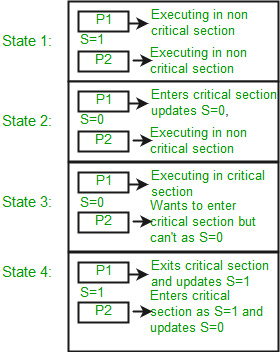 State 1:
P1
Executing in non
critical section
S=1
P2
Executing in non
critical section
State 2:
P1
Enters critical section
updates S=0,
S=0
P2
Executing in non
critical section
State 3:
P1
Executing in critical
section
S=0
P2
Wants to enter
critical section but
can't as S=0
State 4:
P1
Exits critical section
and updates S=1
S=1
P2
Enters critical
section as S=1 and
updates S=0